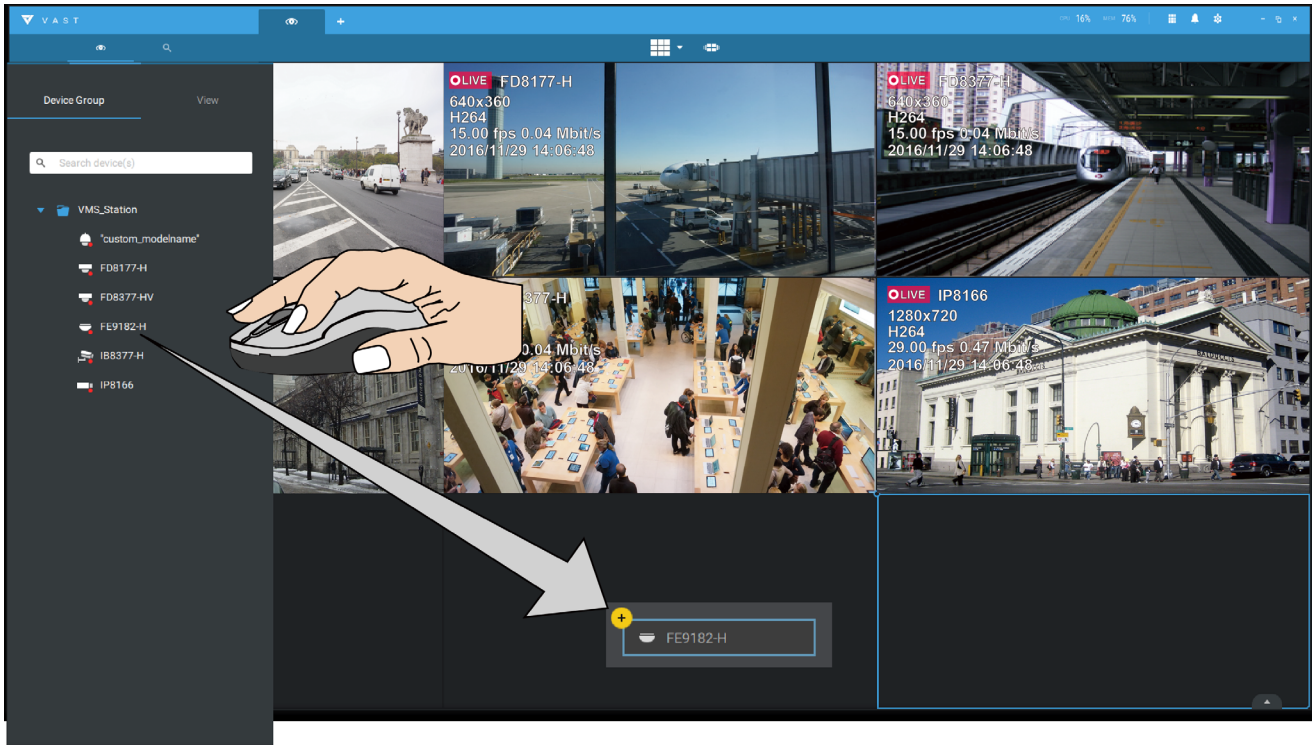 VAST
CPU 16% MEM 76%
Device Group
View
Search device(s)
VMS_Station
"custom_modelname"
FD8177-H
FD8377-HV
FE9182-H
IB8377-H
IP8166
LIVE FD8177-H
640x360
H264
15.00 fps 0.04 Mbit/s
2016/11/29 14:06:48
LIVE FD8377-H
640x360
H264
15.00 fps 0.04 Mbit/s
2016/11/29 14:06:48
377-H
0.04 Mbit/s
2016/11/29 14:06:48
LIVE IP8166
1280x720
H264
29.00 fps 0.47 Mbit/s
2016/11/29 14:06:48
BALDUCCI'S
FE9182-H